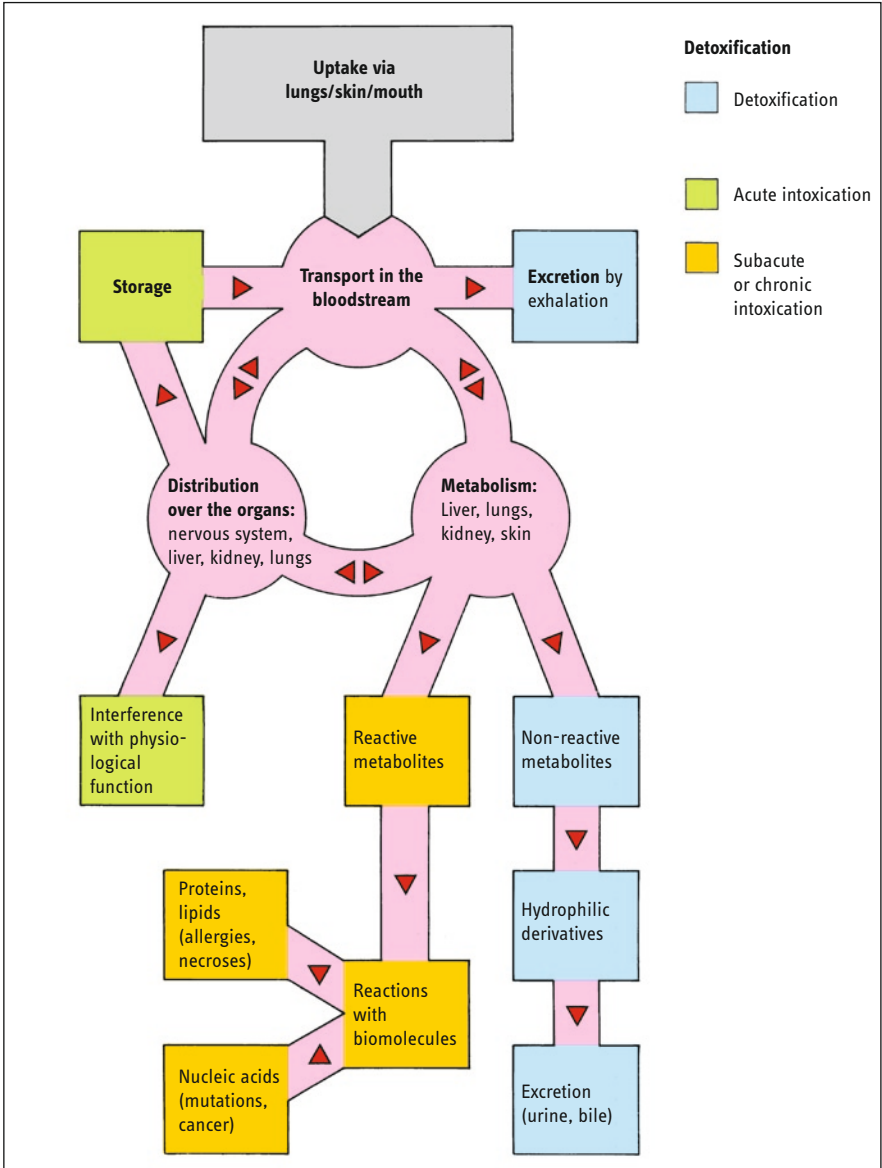 Uptake via
lungs/skin/mouth
Detoxification
Detoxification
Acute intoxication
Subacute
or chronic
intoxication
Storage
Transport in the
bloodstream
Excretion by
exhalation
Distribution
over the organs:
nervous system,
liver, kidney, lungs
Metabolism:
Liver, lungs,
kidney, skin
Interference
with physio-
logical
function
Reactive
metabolites
Non-reactive
metabolites
Proteins,
lipids
(allergies,
necroses)
Hydrophilic
derivatives
Reactions
with
biomolecules
Nucleic acids
(mutations,
cancer)
Excretion
(urine, bile)